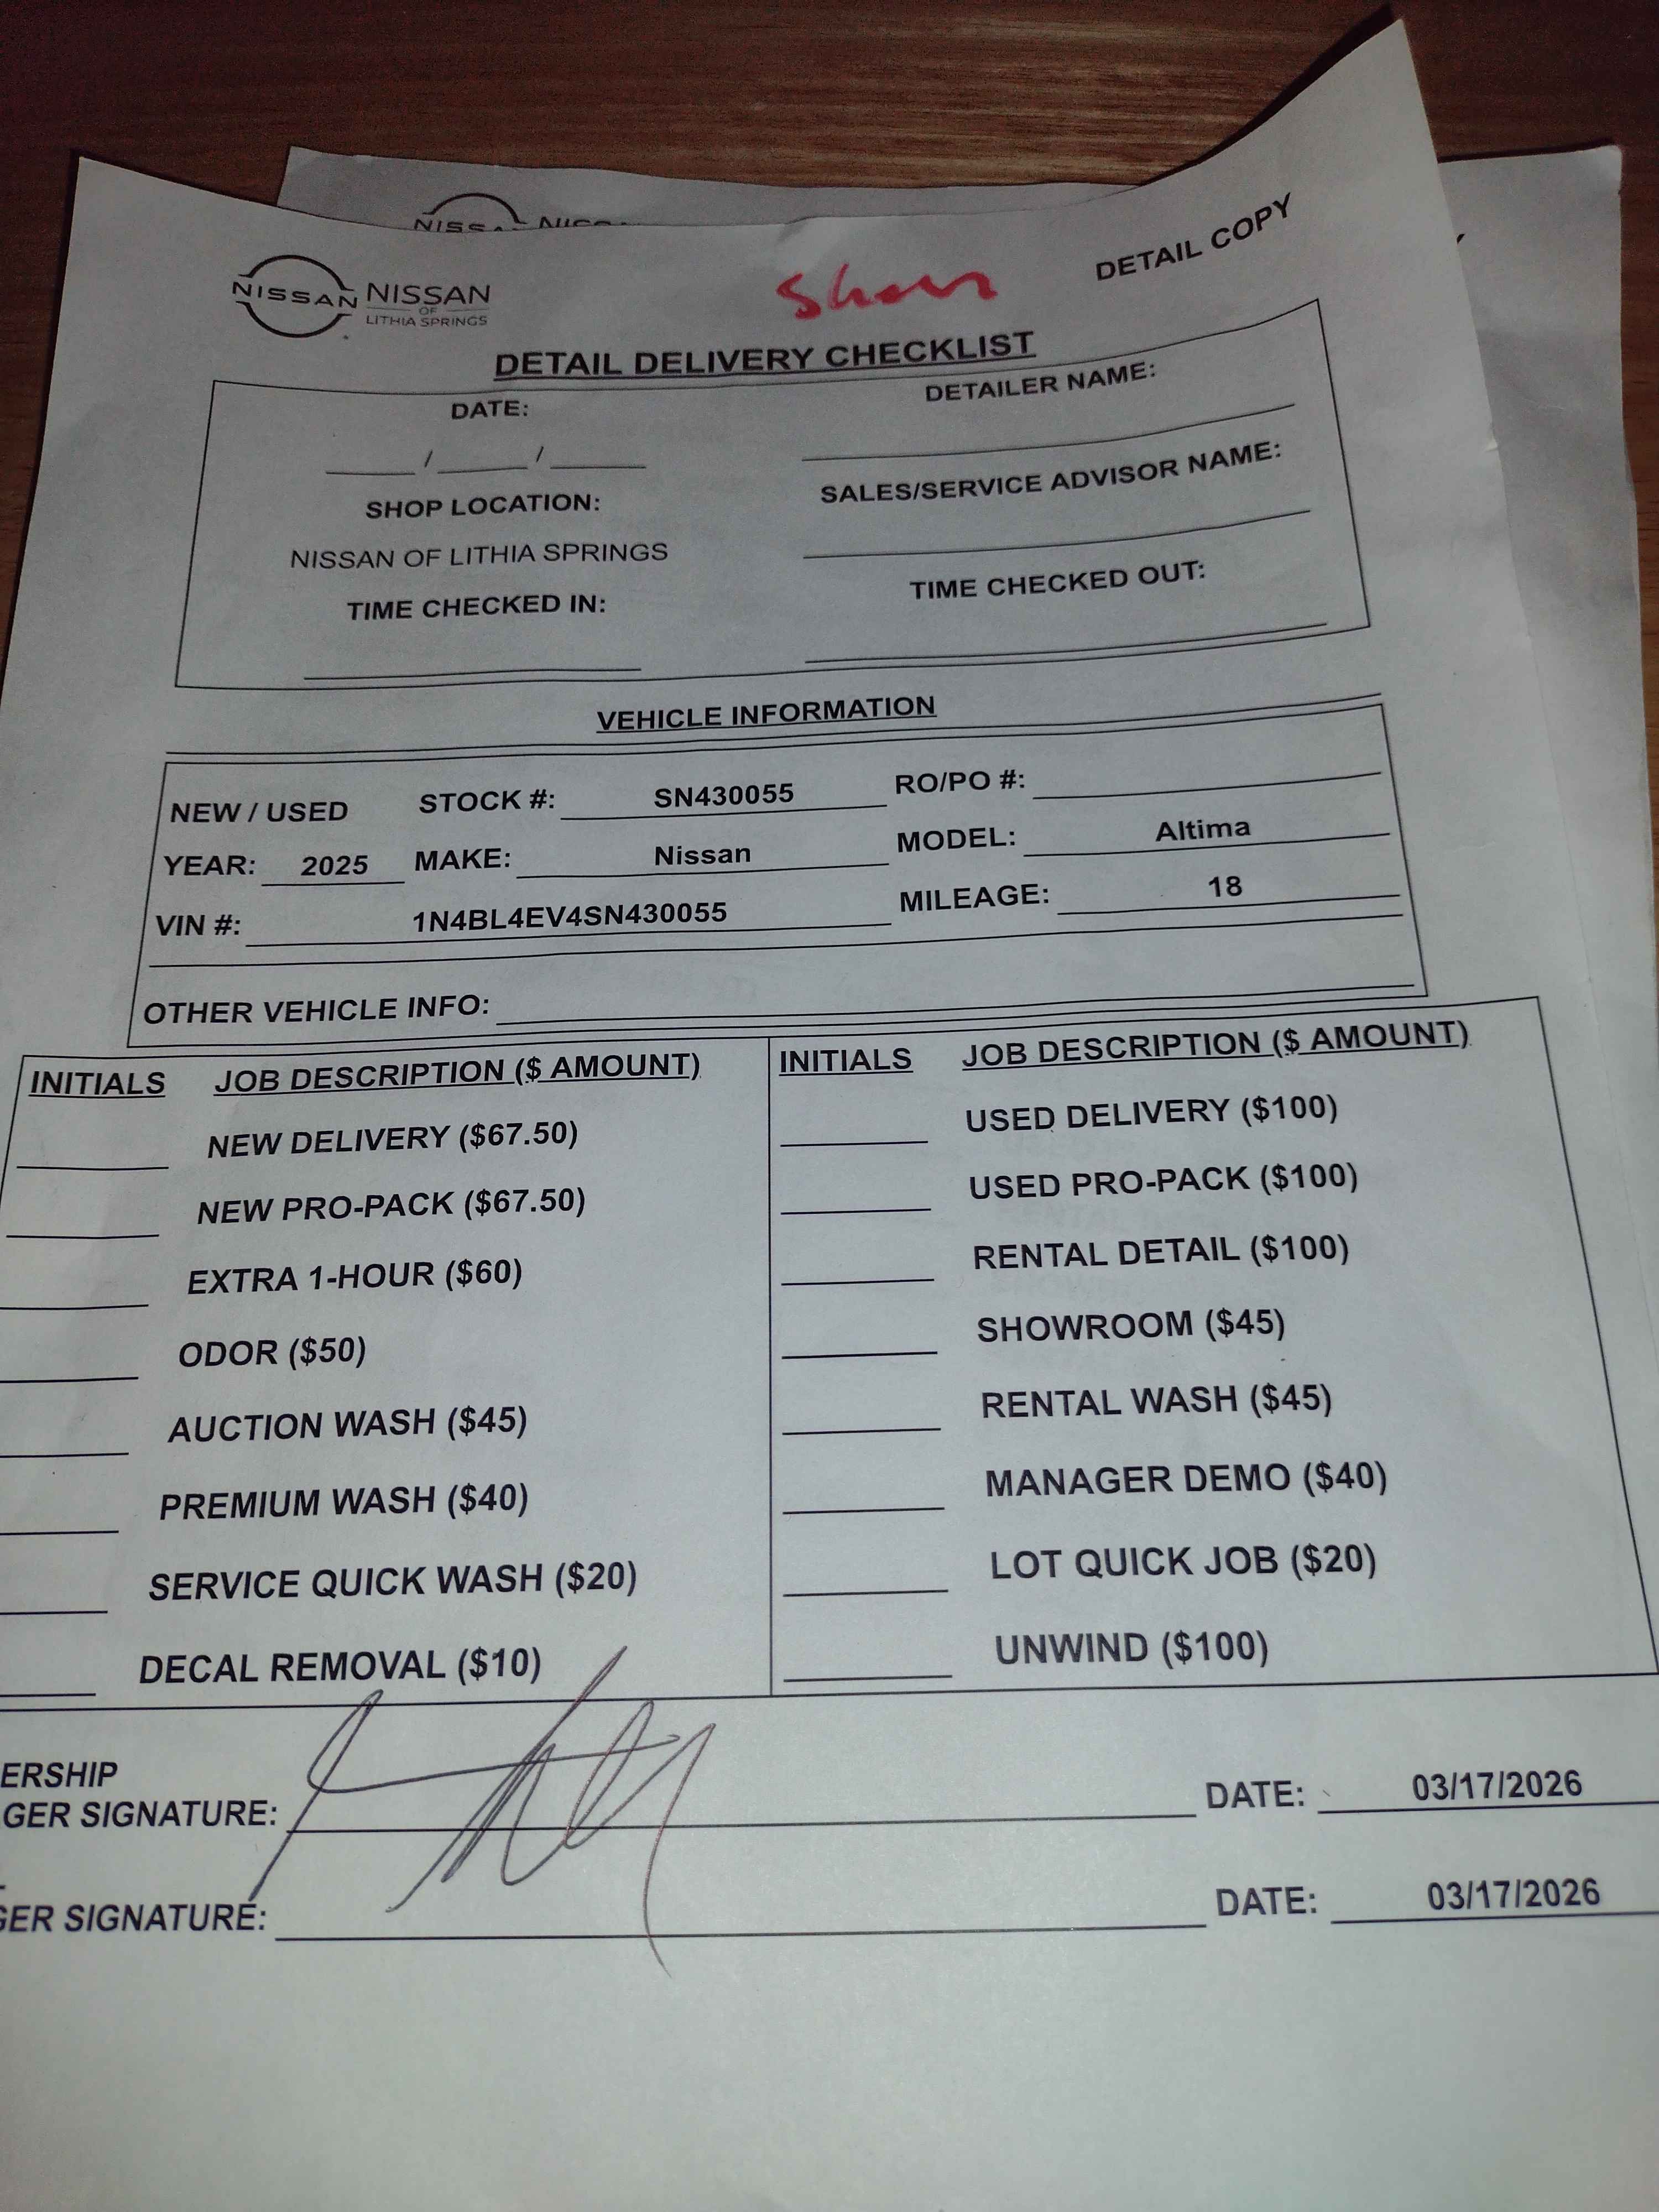 NISSAN NISSAN OF LITHIA SPRINGS
DETAIL COPY
DETAIL DELIVERY CHECKLIST
DATE: DETAILER NAME:
/ /
SHOP LOCATION: SALES/SERVICE ADVISOR NAME:
NISSAN OF LITHIA SPRINGS
TIME CHECKED IN: TIME CHECKED OUT:
VEHICLE INFORMATION
NEW / USED STOCK #: SN430055 RO/PO #:
YEAR: 2025 MAKE: Nissan MODEL: Altima
VIN #: 1N4BL4EV4SN430055 MILEAGE: 18
OTHER VEHICLE INFO:
INITIALS JOB DESCRIPTION ($ AMOUNT) INITIALS JOB DESCRIPTION ($ AMOUNT)
NEW DELIVERY ($67.50) USED DELIVERY ($100)
NEW PRO-PACK ($67.50) USED PRO-PACK ($100)
EXTRA 1-HOUR ($60) RENTAL DETAIL ($100)
ODOR ($50) SHOWROOM ($45)
AUCTION WASH ($45) RENTAL WASH ($45)
PREMIUM WASH ($40) MANAGER DEMO ($40)
SERVICE QUICK WASH ($20) LOT QUICK JOB ($20)
DECAL REMOVAL ($10) UNWIND ($100)
ERSHIP
GER SIGNATURE: DATE: 03/17/2026
GER SIGNATURE: DATE: 03/17/2026